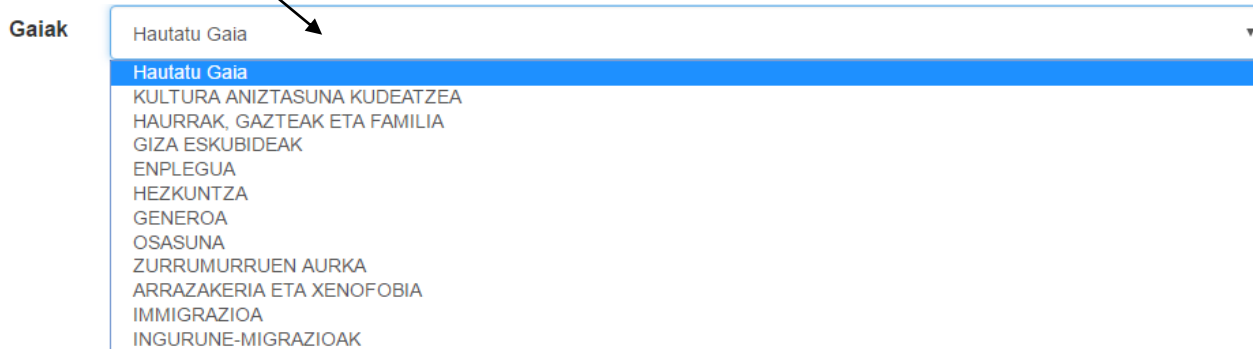 Gaiak
Hautatu Gaia
Hautatu Gaia
KULTURA ANIZTASUNA KUDEATZEA
HAURRAK, GAZTEAK ETA FAMILIA
GIZA ESKUBIDEAK
ENPLEGUA
HEZKUNTZA
GENEROA
OSASUNA
ZURRUMURRUEN AURKA
ARRAZAKERIA ETA XENOFOBIA
IMMIGRAZIOA
INGURUNE-MIGRAZIOAK